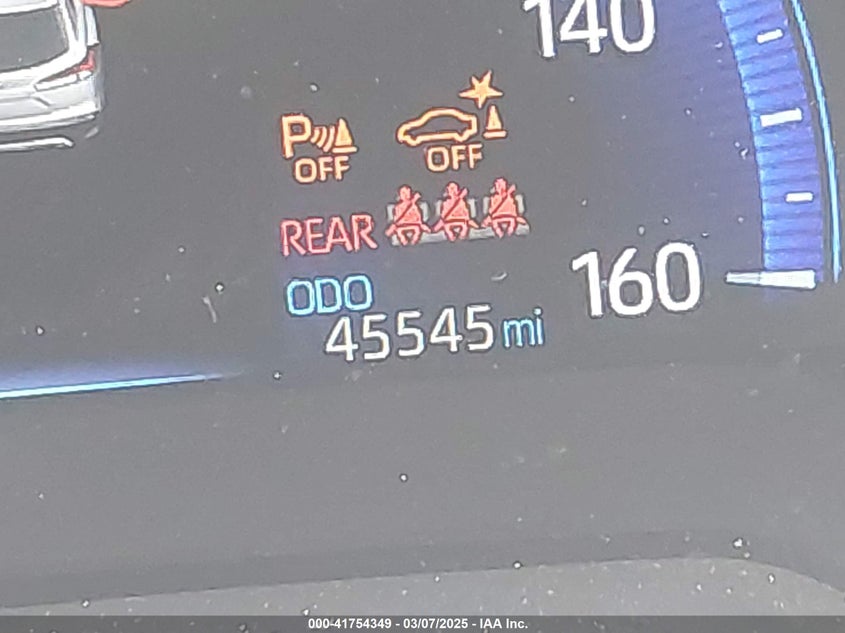 140
P OFF
OFF
REAR
ODO
160
45545 mi
000-41754349 - 03/07/2025 - IAA Inc.